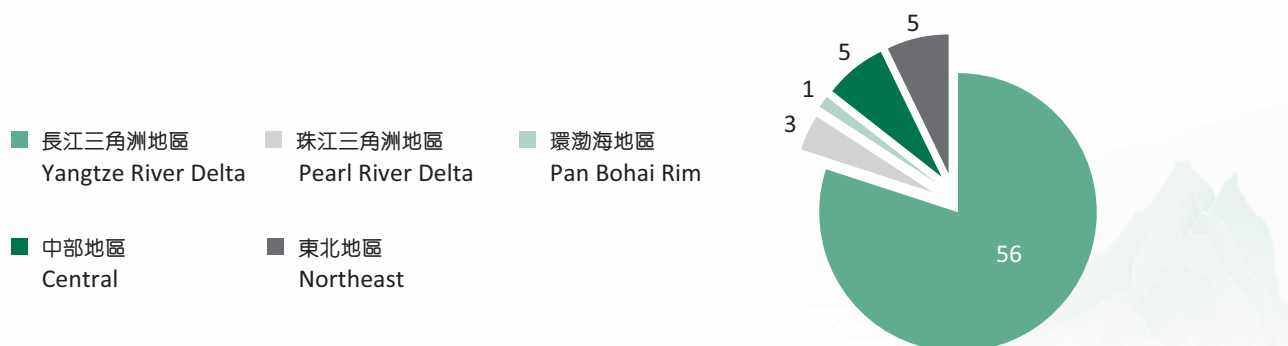 長江三角洲地區
Yangtze River Delta
珠江三角洲地區
Pearl River Delta
環渤海地區
Pan Bohai Rim
中部地區
Central
東北地區
Northeast
5
5
1
3
56